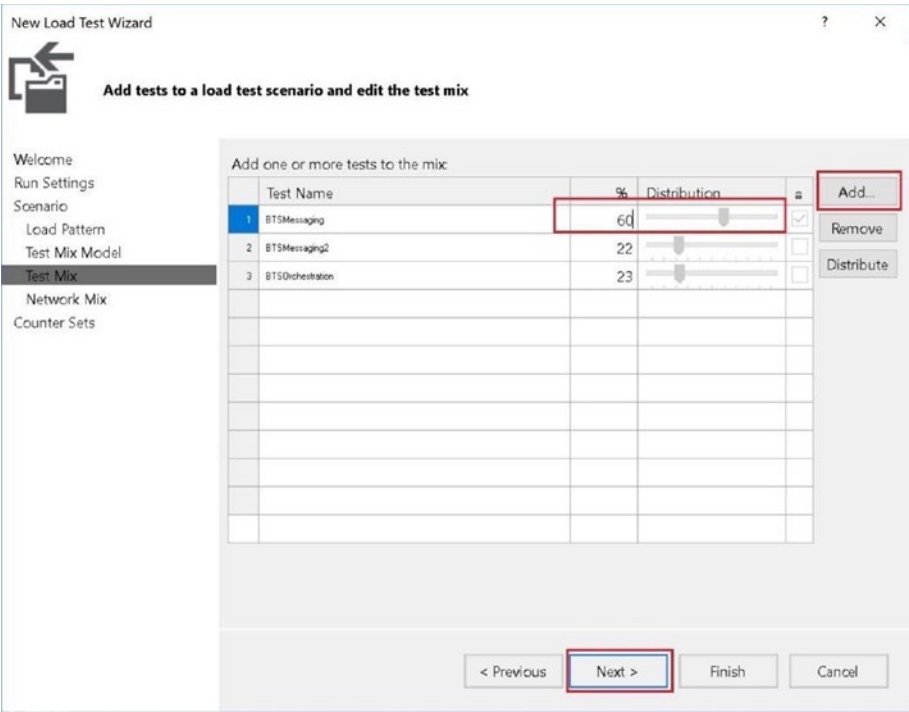 New Load Test Wizard ? ×
Add tests to a load test scenario and edit the test mix
Welcome
Run Settings
Scenario
Load Pattern
Test Mix Model
Test Mix
Network Mix
Counter Sets
Add one or more tests to the mix:
Test Name % Distribution
1 BTSMessaging 60
2 BTSMessaging2 22
3 BTSOrchestration 23
Add...
Remove
Distribute
< Previous Next > Finish Cancel